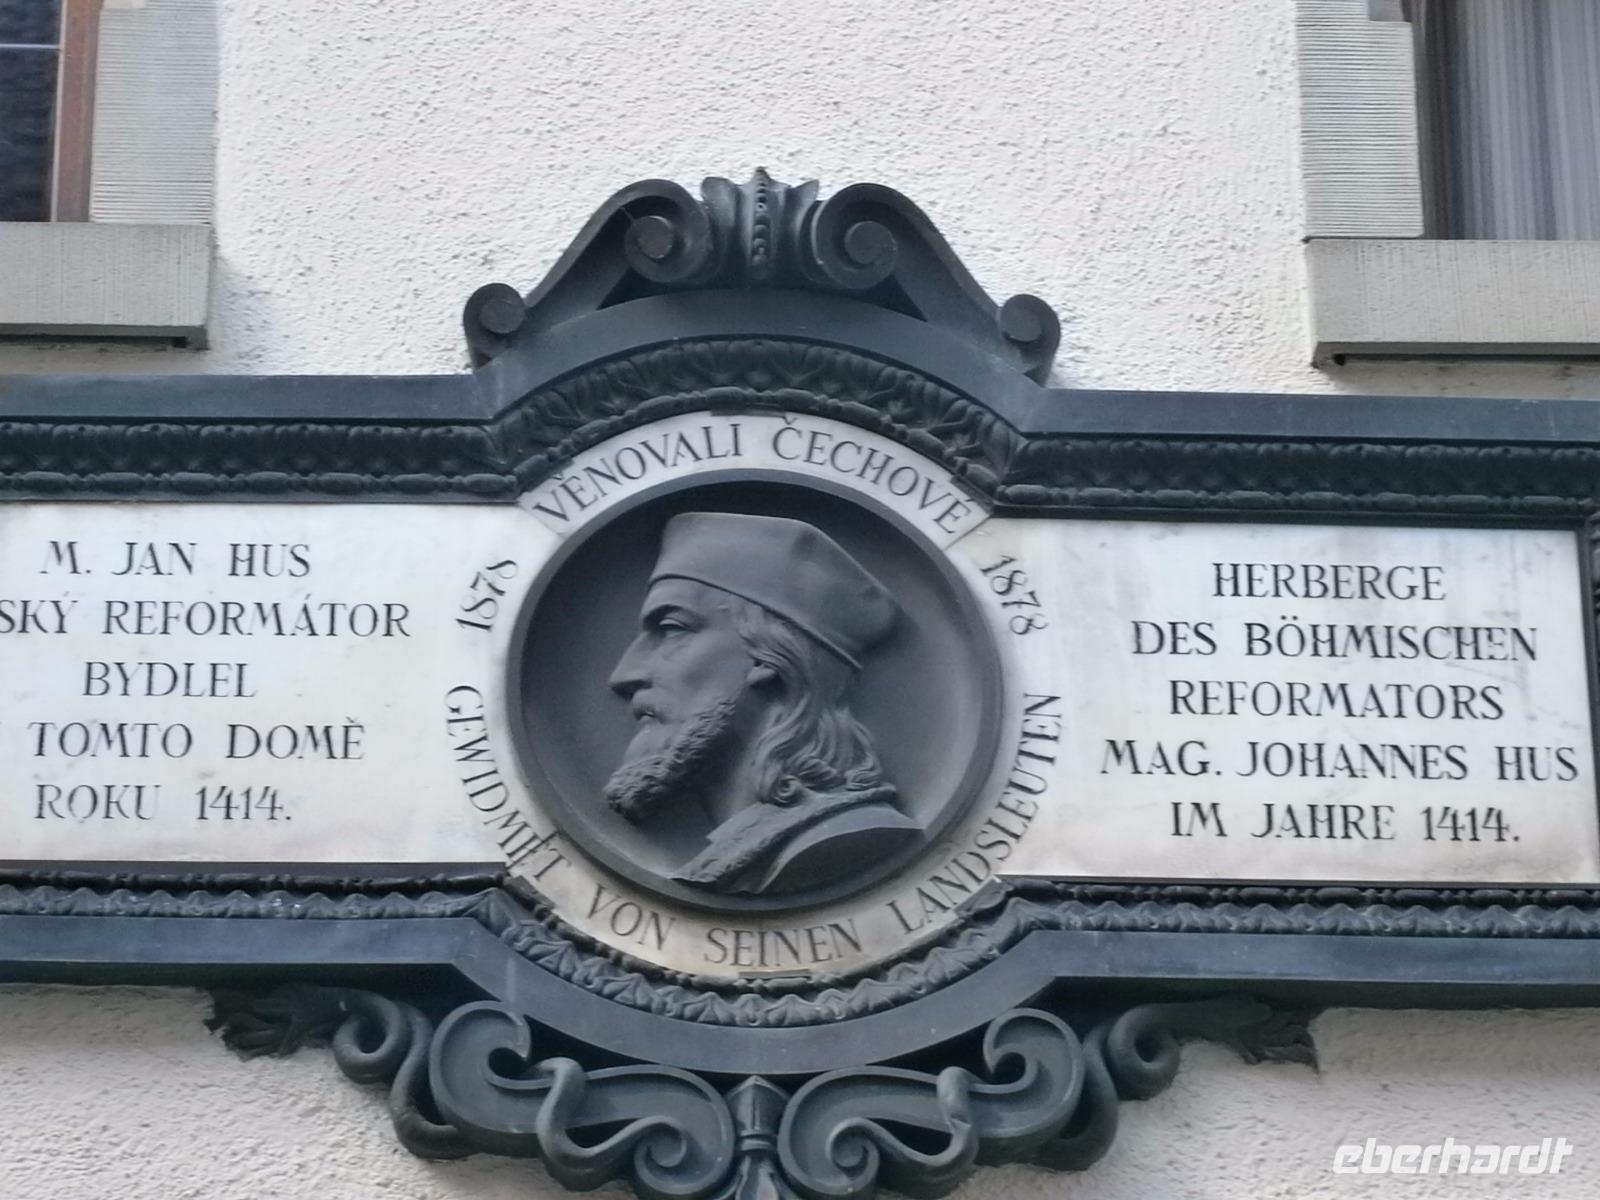 VĚNOVALI ČECHOVÉ
1878
1878
GEWIDMET VON SEINEN LANDSLEUTEN
M. JAN HUS
SKÝ REFORMÁTOR
BYDLEL
TOMTO DOMĚ
ROKU 1414.
HERBERGE
DES BÖHMISCHEN
REFORMATORS
MAG. JOHANNES HUS
IM JAHRE 1414.
eberhardt